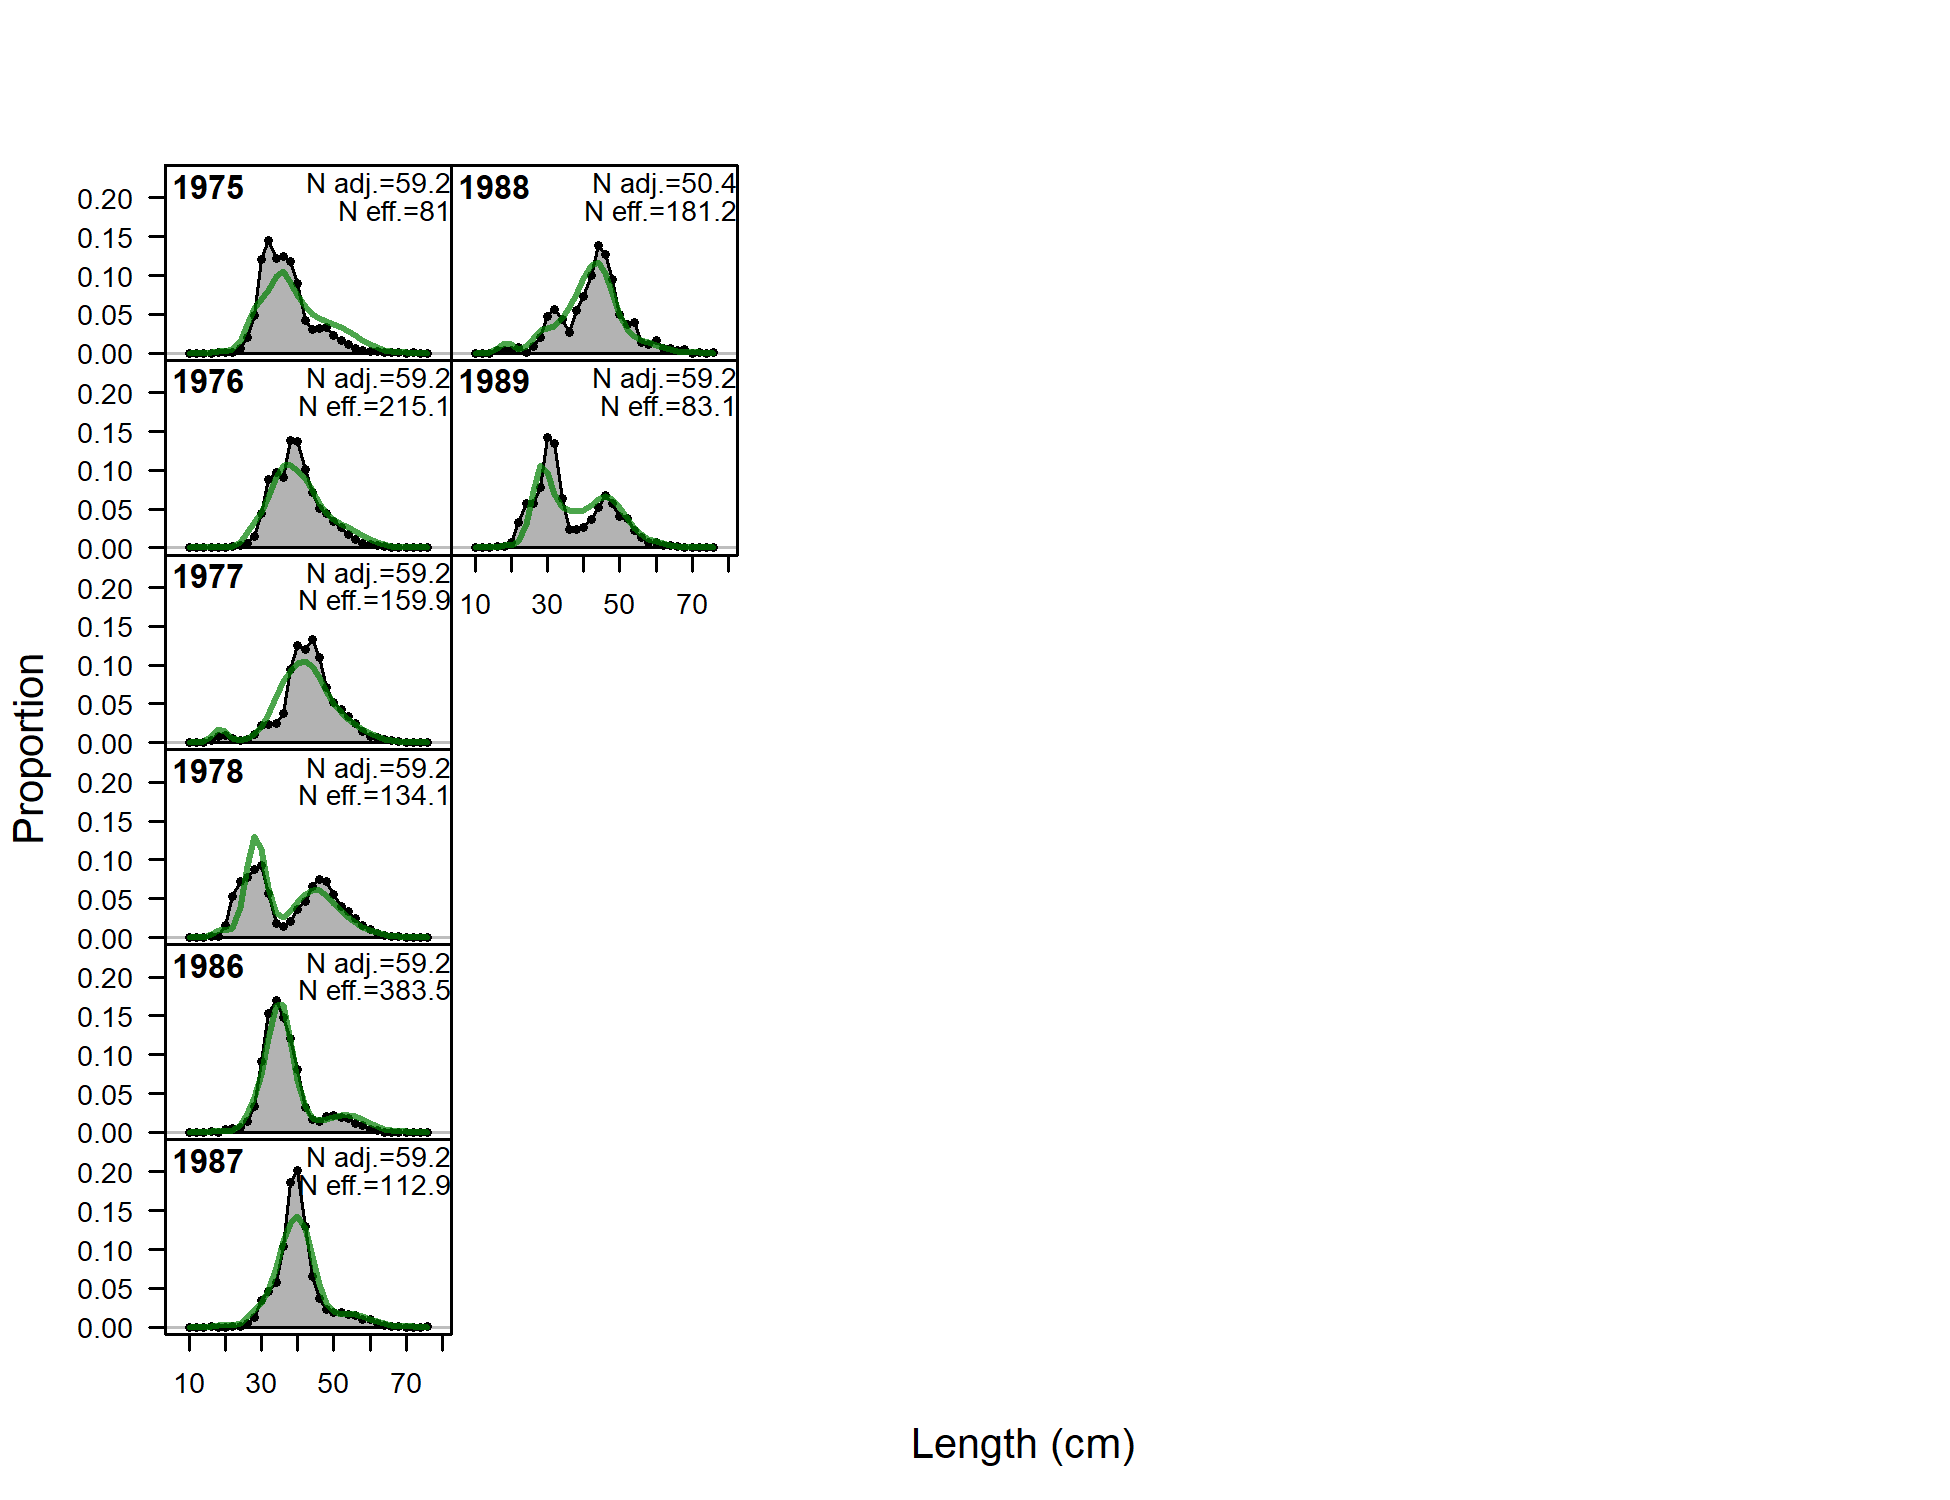 1975 N adj.=59.2
N eff.=81
1988 N adj.=50.4
N eff.=181.2
0.20
0.15
0.10
0.05
0.00
1976 N adj.=59.2
N eff.=215.1
1989 N adj.=59.2
N eff.=83.1
0.20
0.15
0.10
0.05
0.00
10 30 50 70
1977 N adj.=59.2
N eff.=159.9
0.20
0.15
0.10
0.05
0.00
1978 N adj.=59.2
N eff.=134.1
0.20
0.15
0.10
0.05
0.00
1986 N adj.=59.2
N eff.=383.5
0.20
0.15
0.10
0.05
0.00
1987 N adj.=59.2
N eff.=112.9
0.20
0.15
0.10
0.05
0.00
10 30 50 70
Proportion
Length (cm)